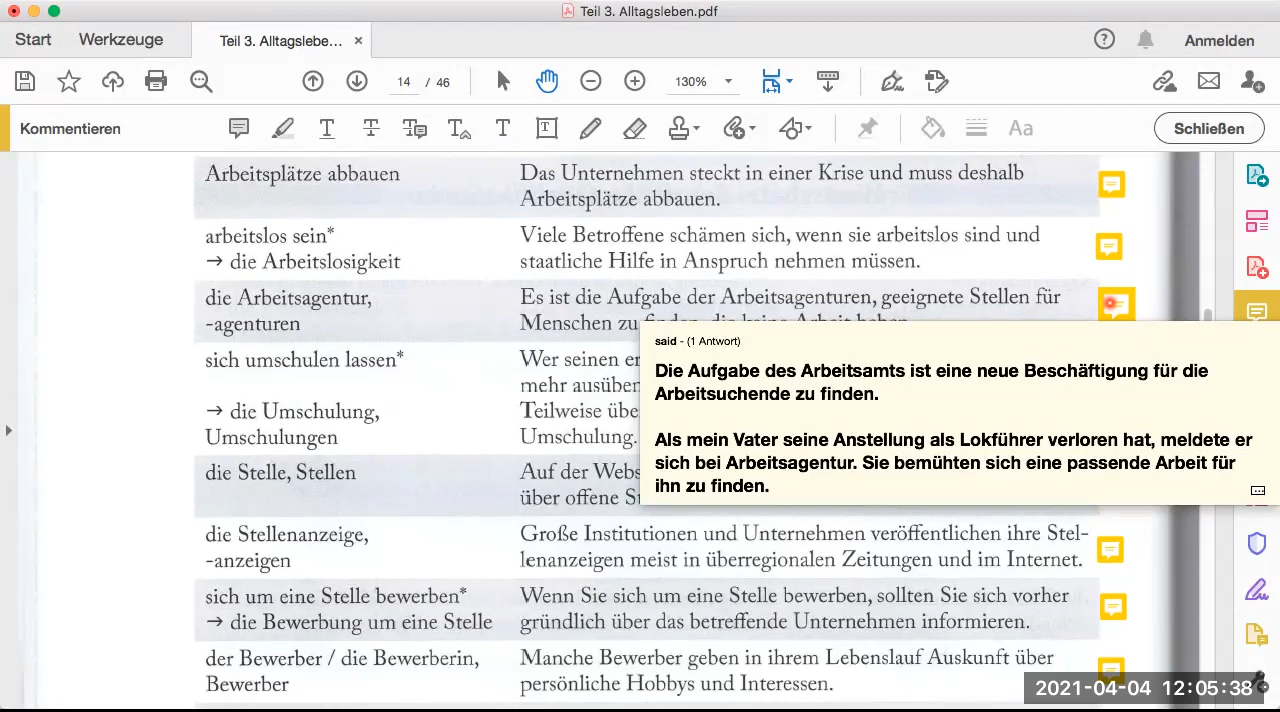 Teil 3. Alltagsleben.pdf
Start
Werkzeuge
Teil 3. Alltagslebe...
Anmelden
14 / 46
130%
Kommentieren
Schließen
Arbeitsplätze abbauen
Das Unternehmen steckt in einer Krise und muss deshalb
Arbeitsplätze abbauen.
arbeitslos sein*
→ die Arbeitslosigkeit
Viele Betroffene schämen sich, wenn sie arbeitslos sind und
staatliche Hilfe in Anspruch nehmen müssen.
die Arbeitsagentur,
-agenturen
Es ist die Aufgabe der Arbeitsagenturen, geeignete Stellen für
Menschen zu finden, die keine Arbeit haben.
said - (1 Antwort)
Die Aufgabe des Arbeitsamts ist eine neue Beschäftigung für die
Arbeitsuchende zu finden.
Als mein Vater seine Anstellung als Lokführer verloren hat, meldete er
sich bei Arbeitsagentur. Sie bemühten sich eine passende Arbeit für
ihn zu finden.
sich umschulen lassen*
→ die Umschulung,
Umschulungen
Wer seinen er
mehr ausüben
Teilweise übe
Umschulung.
die Stelle, Stellen
Auf der Webs
über offene St
die Stellenanzeige,
-anzeigen
Große Institutionen und Unternehmen veröffentlichen ihre Stel-
lenanzeigen meist in überregionalen Zeitungen und im Internet.
sich um eine Stelle bewerben*
→ die Bewerbung um eine Stelle
Wenn Sie sich um eine Stelle bewerben, sollten Sie sich vorher
gründlich über das betreffende Unternehmen informieren.
der Bewerber / die Bewerberin,
Bewerber
Manche Bewerber geben in ihrem Lebenslauf Auskunft über
persönliche Hobbys und Interessen.
2021-04-04 12:05:38